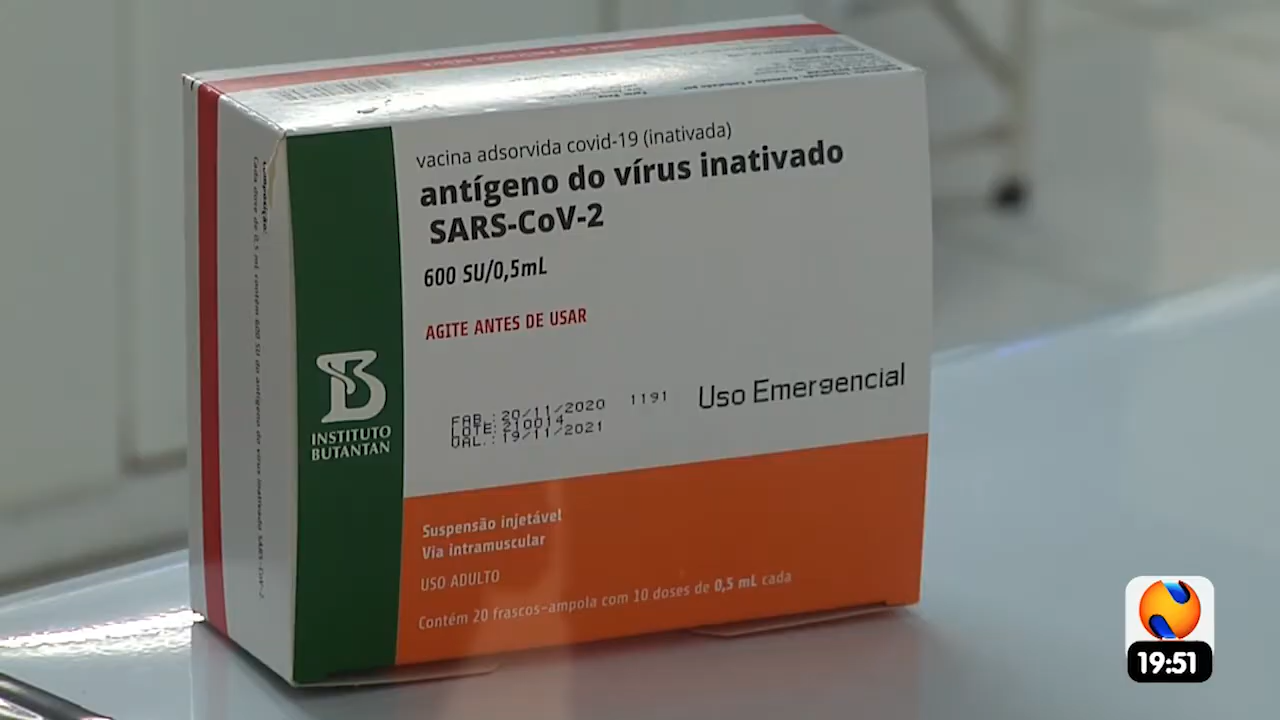 vacina adsorvida covid-19 (inativada)
antígeno do vírus inativado
SARS-CoV-2
600 SU/0,5mL
AGITE ANTES DE USAR
FAB.: 20/11/2020 1191
LOTE: 210014
VAL.: 19/11/2021
Uso Emergencial
INSTITUTO
BUTANTAN
Suspensão injetável
Via intramuscular
USO ADULTO
Contém 20 frascos-ampola com 10 doses de 0,5 mL cada
19:51